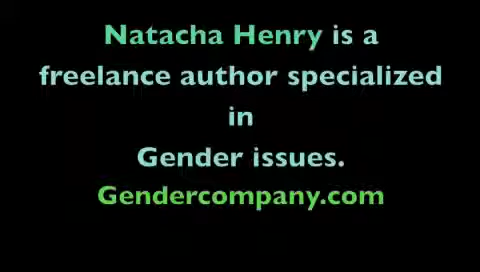 Natacha Henry is a
freelance author specialized
in
Gender issues.
Gendercompany.com